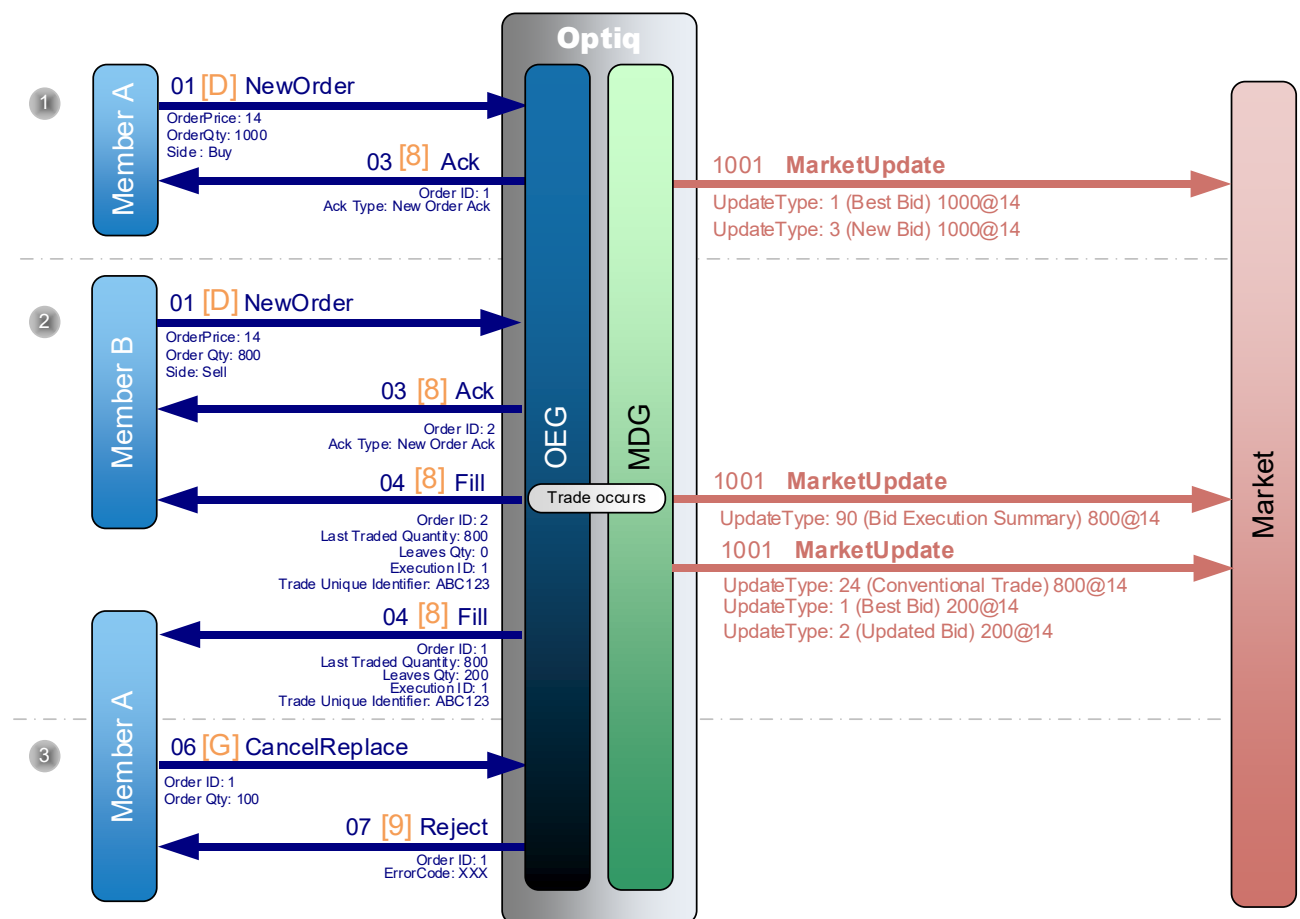 Optiq
1
Member A
01 [D] NewOrder
OrderPrice: 14
OrderQty: 1000
Side : Buy
03 [8] Ack
Order ID: 1
Ack Type: New Order Ack
1001 MarketUpdate
UpdateType: 1 (Best Bid) 1000@14
UpdateType: 3 (New Bid) 1000@14
2
Member B
01 [D] NewOrder
OrderPrice: 14
Order Qty: 800
Side: Sell
03 [8] Ack
Order ID: 2
Ack Type: New Order Ack
OEG
MDG
Market
04 [8] Fill
Trade occurs
Order ID: 2
Last Traded Quantity: 800
Leaves Qty: 0
Execution ID: 1
Trade Unique Identifier: ABC123
1001 MarketUpdate
UpdateType: 90 (Bid Execution Summary) 800@14
1001 MarketUpdate
UpdateType: 24 (Conventional Trade) 800@14
UpdateType: 1 (Best Bid) 200@14
UpdateType: 2 (Updated Bid) 200@14
Member A
04 [8] Fill
Order ID: 1
Last Traded Quantity: 800
Leaves Qty: 200
Execution ID: 1
Trade Unique Identifier: ABC123
3
06 [G] CancelReplace
Order ID: 1
Order Qty: 100
07 [9] Reject
Order ID: 1
ErrorCode: XXX